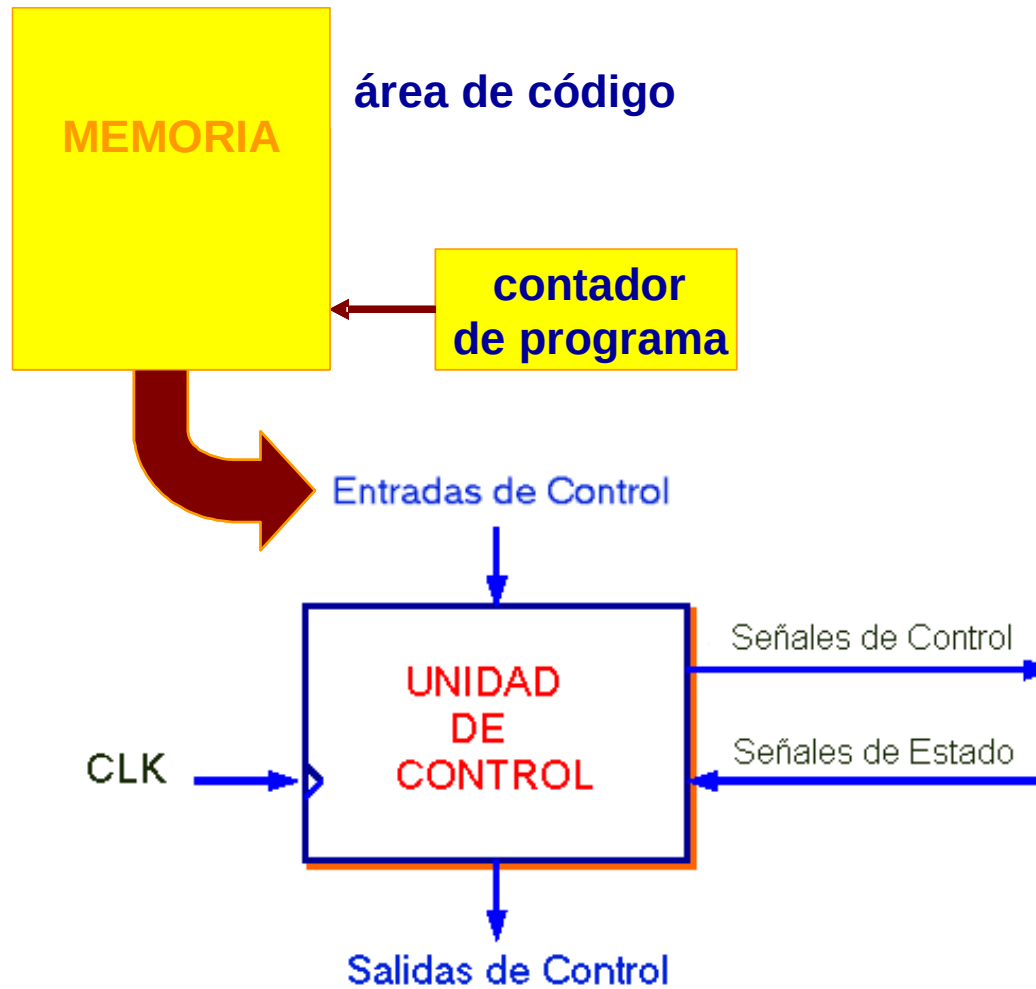 área de código
MEMORIA
contador
de programa
Entradas de Control
Señales de Control
UNIDAD
DE
CONTROL
Señales de Estado
CLK
Salidas de Control